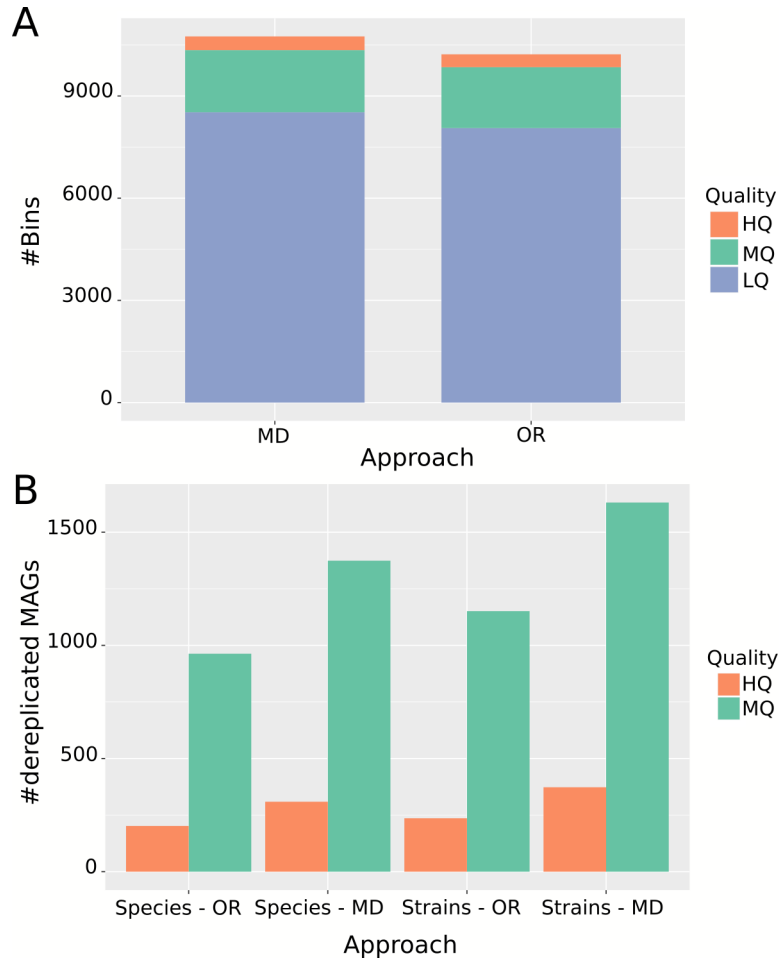 A
#Bins
9000
6000
3000
0
MD
OR
Approach
Quality
HQ
MQ
LQ
B
#dereplicated MAGs
1500
1000
500
0
Species - OR
Species - MD
Strains - OR
Strains - MD
Approach
Quality
HQ
MQ